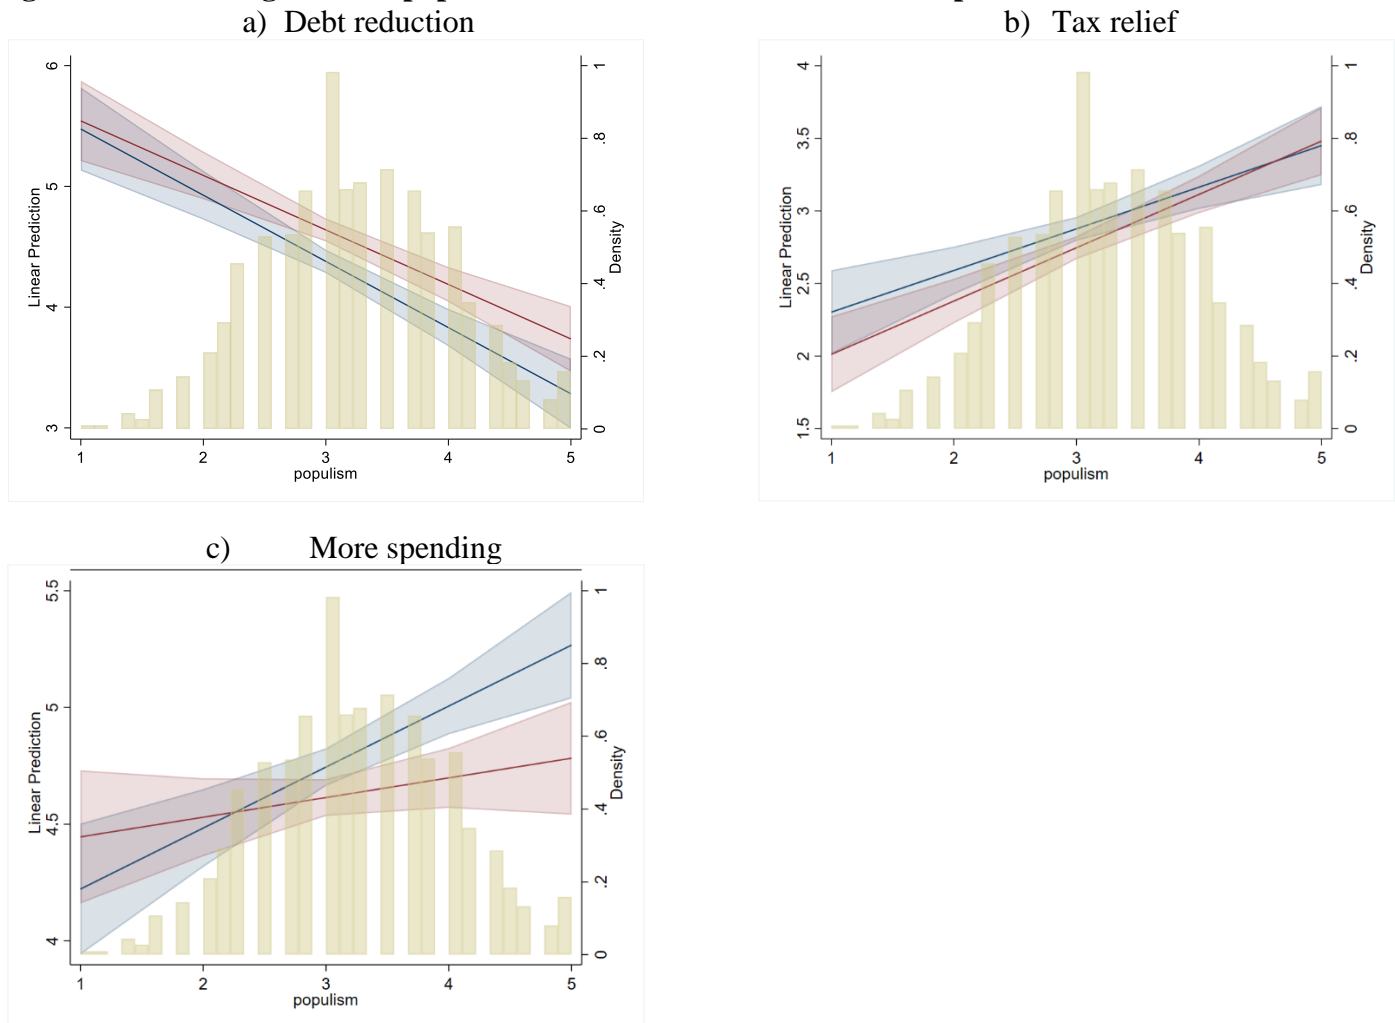 a) Debt reduction
b) Tax relief
6
5
4
3
Linear Prediction
1
.8
.6
.4
.2
0
Density
1 2 3 4 5
populism
4
3.5
3
2.5
2
1.5
Linear Prediction
1
.8
.6
.4
.2
0
Density
1 2 3 4 5
populism
c) More spending
5.5
5
4.5
4
Linear Prediction
1
.8
.6
.4
.2
0
Density
1 2 3 4 5
populism